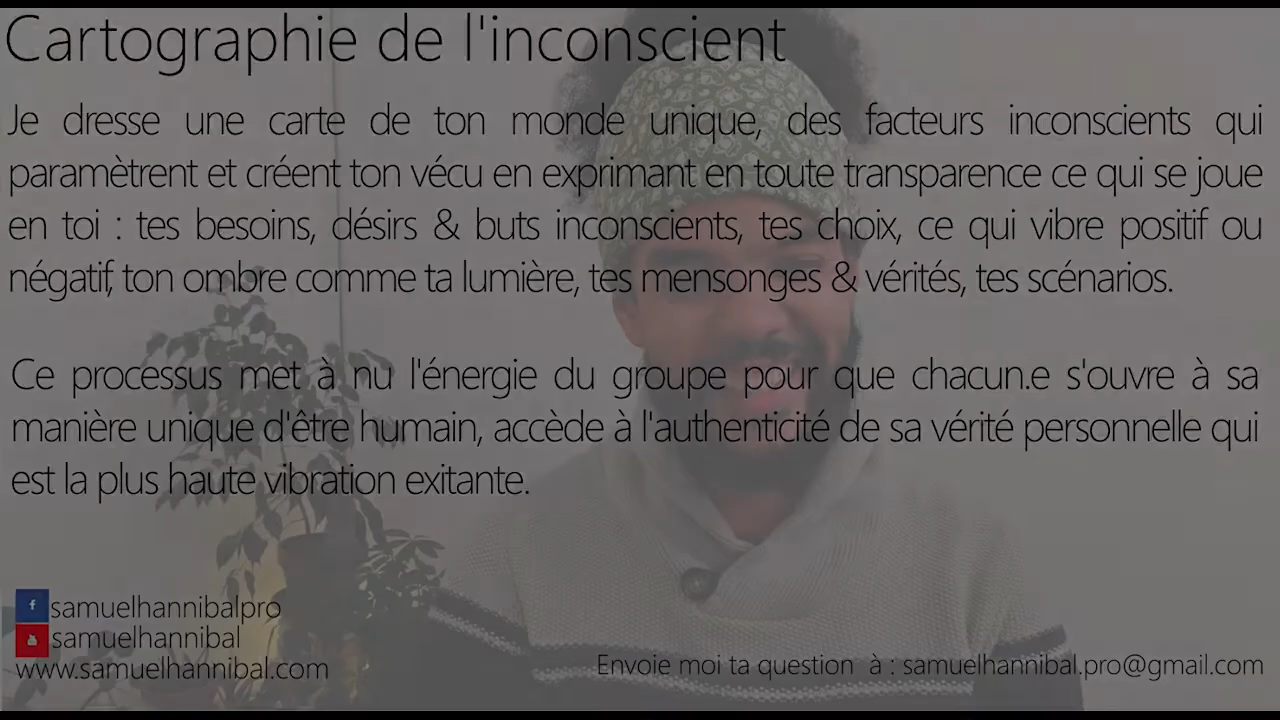 Cartographie de l'inconscient
Je dresse une carte de ton monde unique, des facteurs inconscients qui
paramètrent et créent ton vécu en exprimant en toute transparence ce qui se joue
en toi : tes besoins, désirs & buts inconscients, tes choix, ce qui vibre positif ou
négatif, ton ombre comme ta lumière, tes mensonges & vérités, tes scénarios.
Ce processus met à nu l'énergie du groupe pour que chacun.e s'ouvre à sa
manière unique d'être humain, accède à l'authenticité de sa vérité personnelle qui
est la plus haute vibration exitante.
samuelhannibalpro
samuelhannibal
www.samuelhannibal.com
Envoie moi ta question à : samuelhannibal.pro@gmail.com